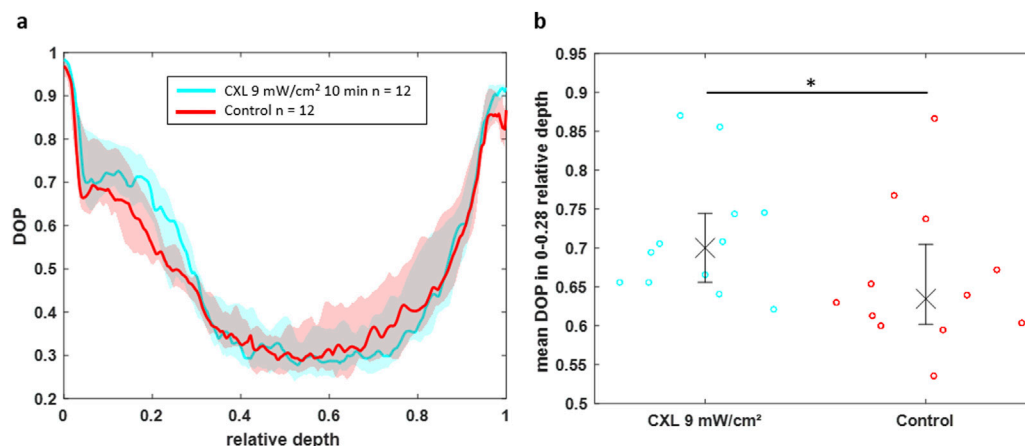 a
1
0.9
0.8
0.7
0.6
0.5
0.4
0.3
0.2
DOP
CXL 9 mW/cm² 10 min n = 12
Control n = 12
0
0.2
0.4
0.6
0.8
1
relative depth
b
0.95
0.9
0.85
0.8
0.75
0.7
0.65
0.6
0.55
0.5
mean DOP in 0-0.28 relative depth
*
CXL 9 mW/cm²
Control